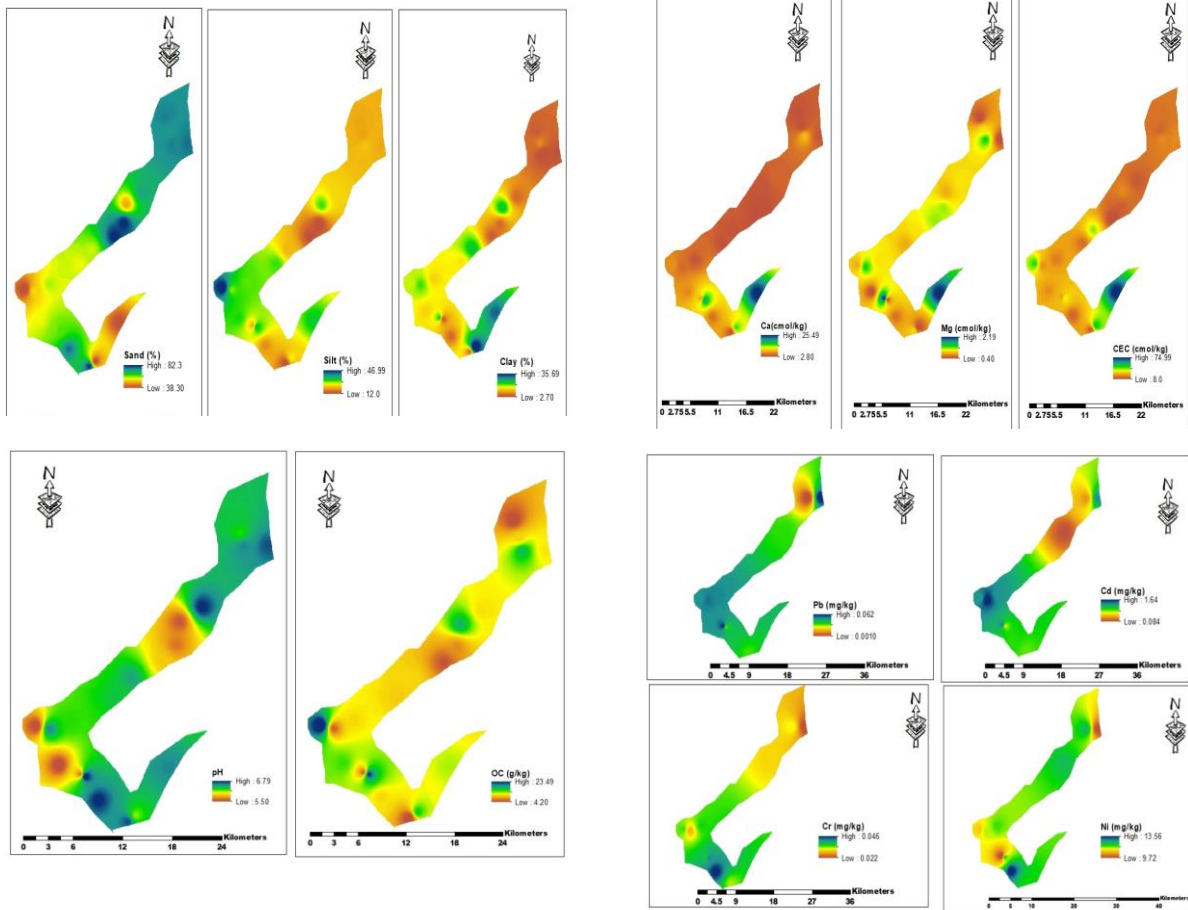 N
N
N
Sand (%)
High : 82.3
Low : 38.30
Silt (%)
High : 46.99
Low : 12.0
Clay (%)
High : 35.69
Low : 2.70
N
N
N
Ca(cmol/kg)
High : 25.49
Low : 2.80
Mg (cmol/kg)
High : 2.19
Low : 0.40
CEC (cmol/kg)
High : 74.99
Low : 8.0
Kilometers
0 2.755.5 11 16.5 22
Kilometers
0 2.755.5 11 16.5 22
Kilometers
0 2.755.5 11 16.5 22
N
pH
High : 6.79
Low : 5.50
Kilometers
0 3 6 12 18 24
N
OC (g/kg)
High : 23.49
Low : 4.20
Kilometers
0 3 6 12 18 24
N
Pb (mg/kg)
High : 0.062
Low : 0.0010
Kilometers
0 4.5 9 18 27 36
N
Cd (mg/kg)
High : 1.64
Low : 0.084
Kilometers
0 4.5 9 18 27 36
N
Cr (mg/kg)
High : 0.046
Low : 0.022
Kilometers
0 4.5 9 18 27 36
N
Ni (mg/kg)
High : 13.56
Low : 9.72
Kilometers
0 5 10 20 30 40